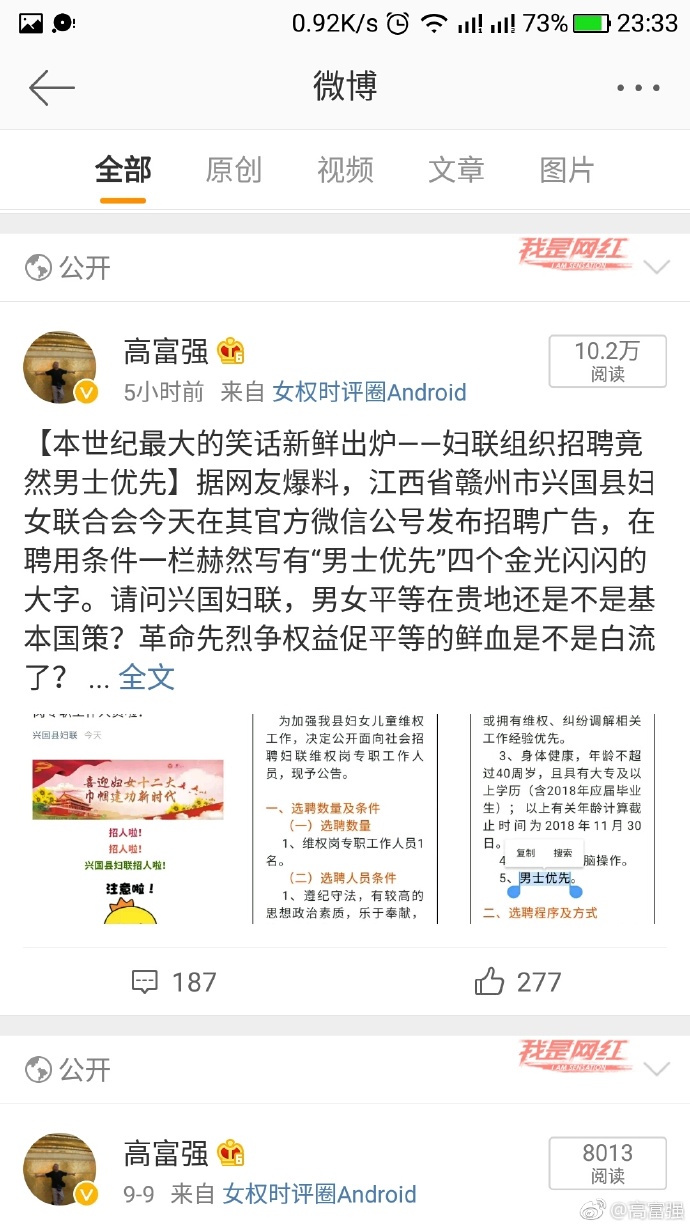 0.92K/s 73% 23:33
微博
全部 原创 视频 文章 图片
公开
我是网红
I AM SENSATION
高富强
10.2万
阅读
5小时前 来自 女权时评圈Android
【本世纪最大的笑话新鲜出炉——妇联组织招聘竟
然男士优先】据网友爆料，江西省赣州市兴国县妇
女联合会今天在其官方微信公号发布招聘广告，在
聘用条件一栏赫然写有“男士优先”四个金光闪闪的
大字。请问兴国妇联，男女平等在贵地还是不是基
本国策？革命先烈争权益促平等的鲜血是不是白流
了？ ... 全文
兴国县妇联 今天
喜迎妇女十二大
巾帼建功新时代
招人啦！
招人啦！
兴国县妇联招人啦！
注意啦！
为加强我县妇女儿童维权
工作，决定公开面向社会招
聘妇联维权岗专职工作人
员，现予公告。
一、选聘数量及条件
（一）选聘数量
1、维权岗专职工作人员1
名。
（二）选聘人员条件
1、遵纪守法，有较高的
思想政治素质，乐于奉献，
或拥有维权、纠纷调解相关
工作经验优先。
3、身体健康，年龄不超
过40周岁，且具有大专及以
上学历（含2018年应届毕业
生）；以上有关年龄计算截
止时间为2018年11月30
日。
复制 搜索
4 脑操作。
5、男士优先。
二、选聘程序及方式
187 277
公开
我是网红
I AM SENSATION
高富强
8013
阅读
9-9 来自 女权时评圈Android
@高富强